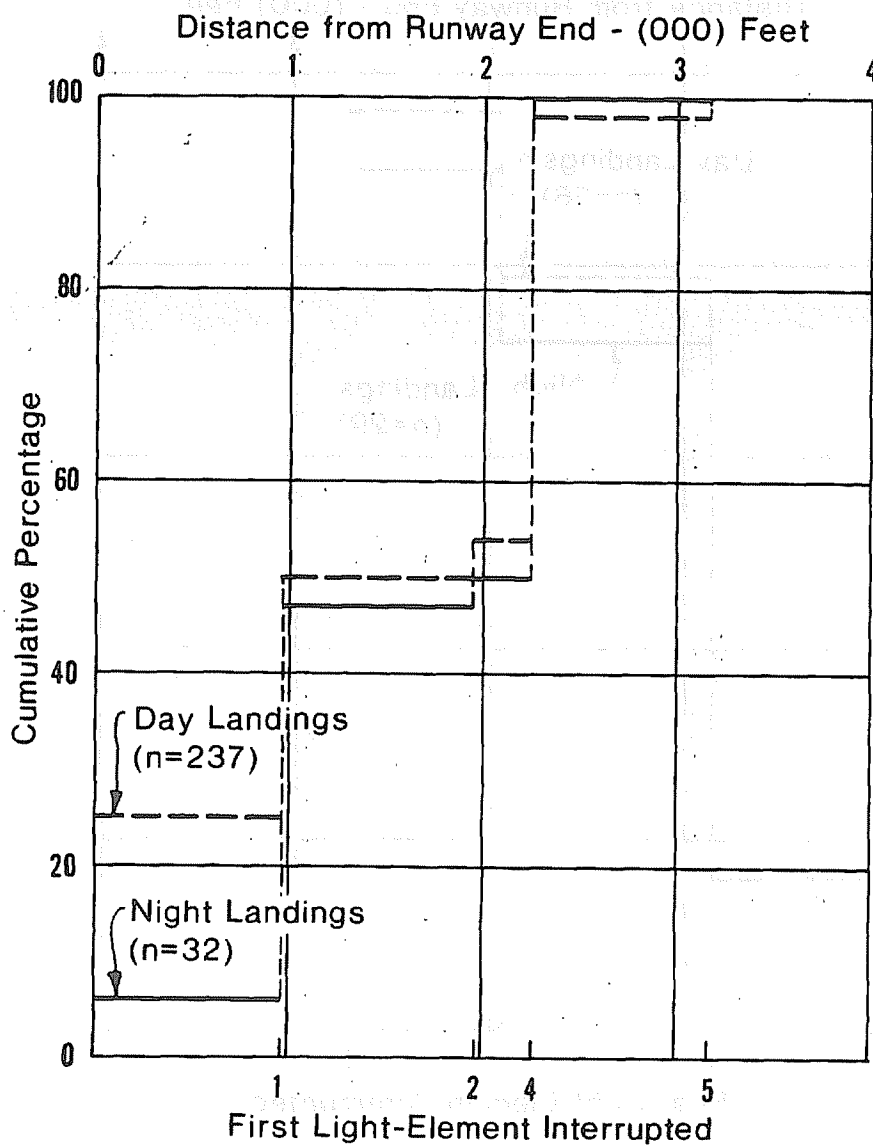 Distance from Runway End - (000) Feet
0 1 2 3 4
100
80
60
40
20
0
Cumulative Percentage
Day Landings
(n=237)
Night Landings
(n=32)
1 2 4 5
First Light-Element Interrupted